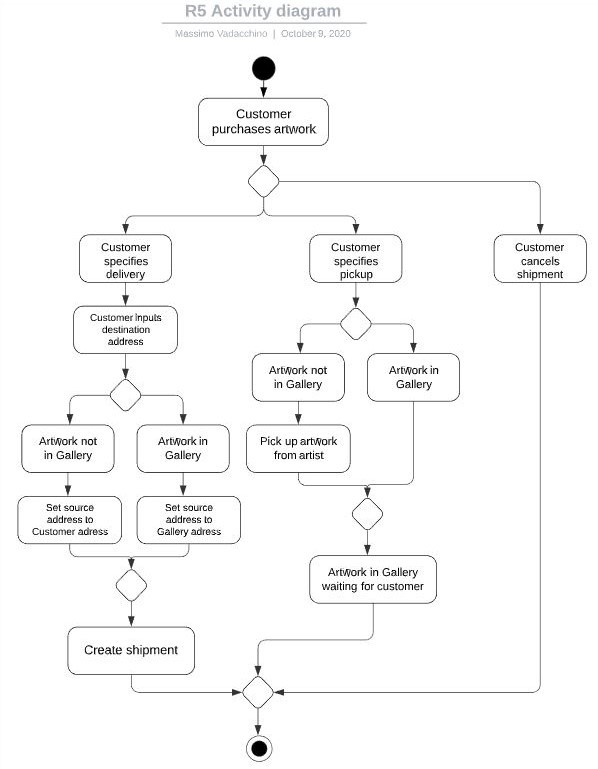 R5 Activity diagram
Massimo Vadacchino | October 9, 2020
Customer
purchases artwork
Customer
specifies
delivery
Customer
specifies
pickup
Customer
cancels
shipment
Customer Inputs
destination
address
Artwork not
in Gallery
Artwork in
Gallery
Artwork not
in Gallery
Artwork in
Gallery
Pick up artwork
from artist
Set source
address to
Customer adress
Set source
address to
Gallery adress
Artwork in Gallery
waiting for customer
Create shipment